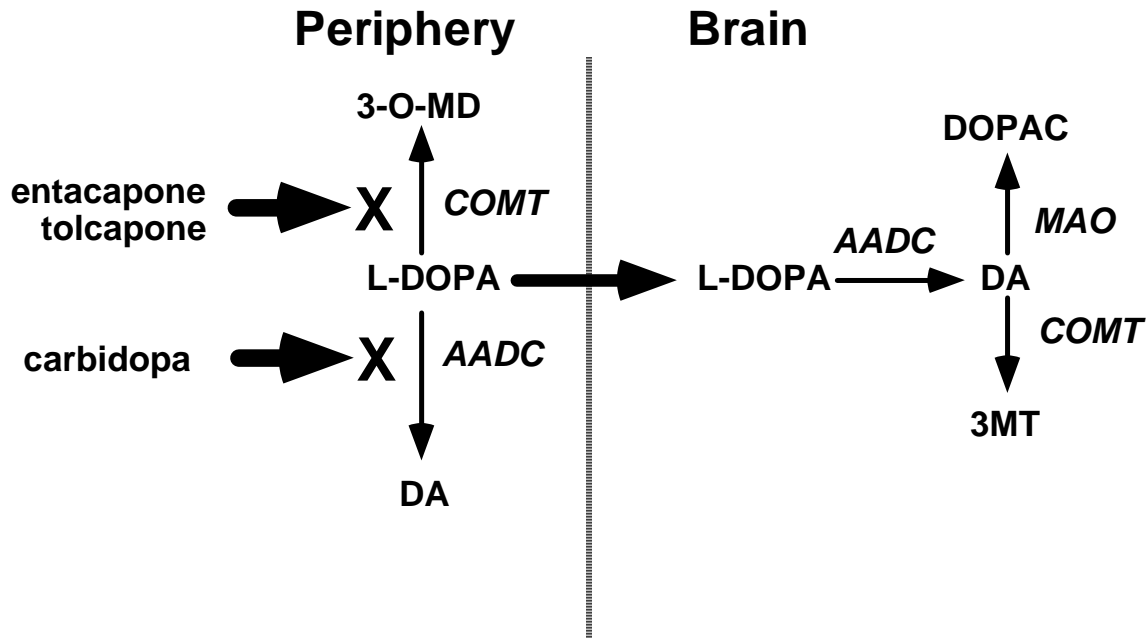 Periphery
Brain
3-O-MD
DOPAC
entacapone
tolcapone
X
COMT
MAO
AADC
L-DOPA
L-DOPA
DA
COMT
carbidopa
X
AADC
3MT
DA